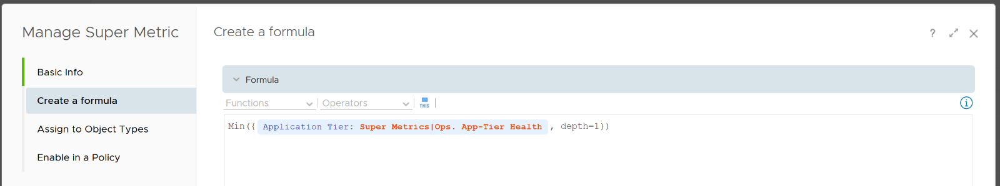 Manage Super Metric
Basic Info
Create a formula
Assign to Object Types
Enable in a Policy
Create a formula
?
Formula
Functions
Operators
THIS
i
Min({ Application Tier: Super Metrics|Ops. App-Tier Health , depth=1})